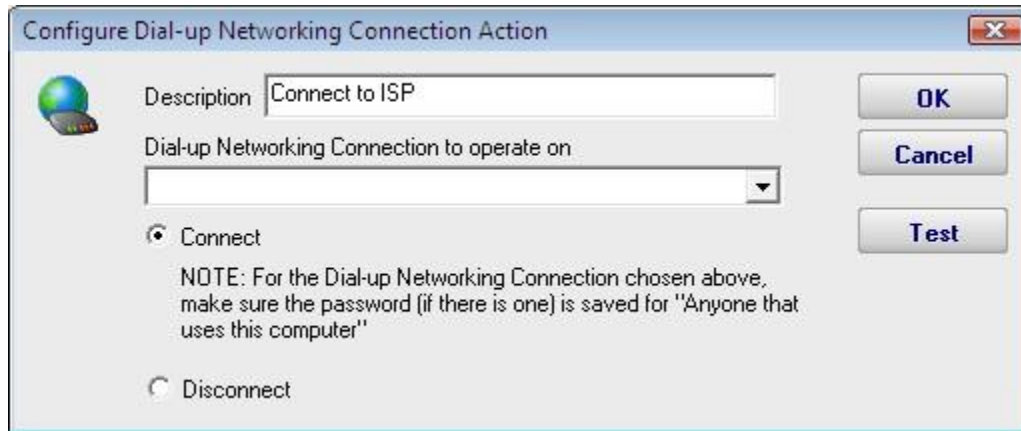 Configure Dial-up Networking Connection Action
Description Connect to ISP
OK
Dial-up Networking Connection to operate on
Cancel
Connect
Test
NOTE: For the Dial-up Networking Connection chosen above,
make sure the password (if there is one) is saved for "Anyone that
uses this computer"
Disconnect